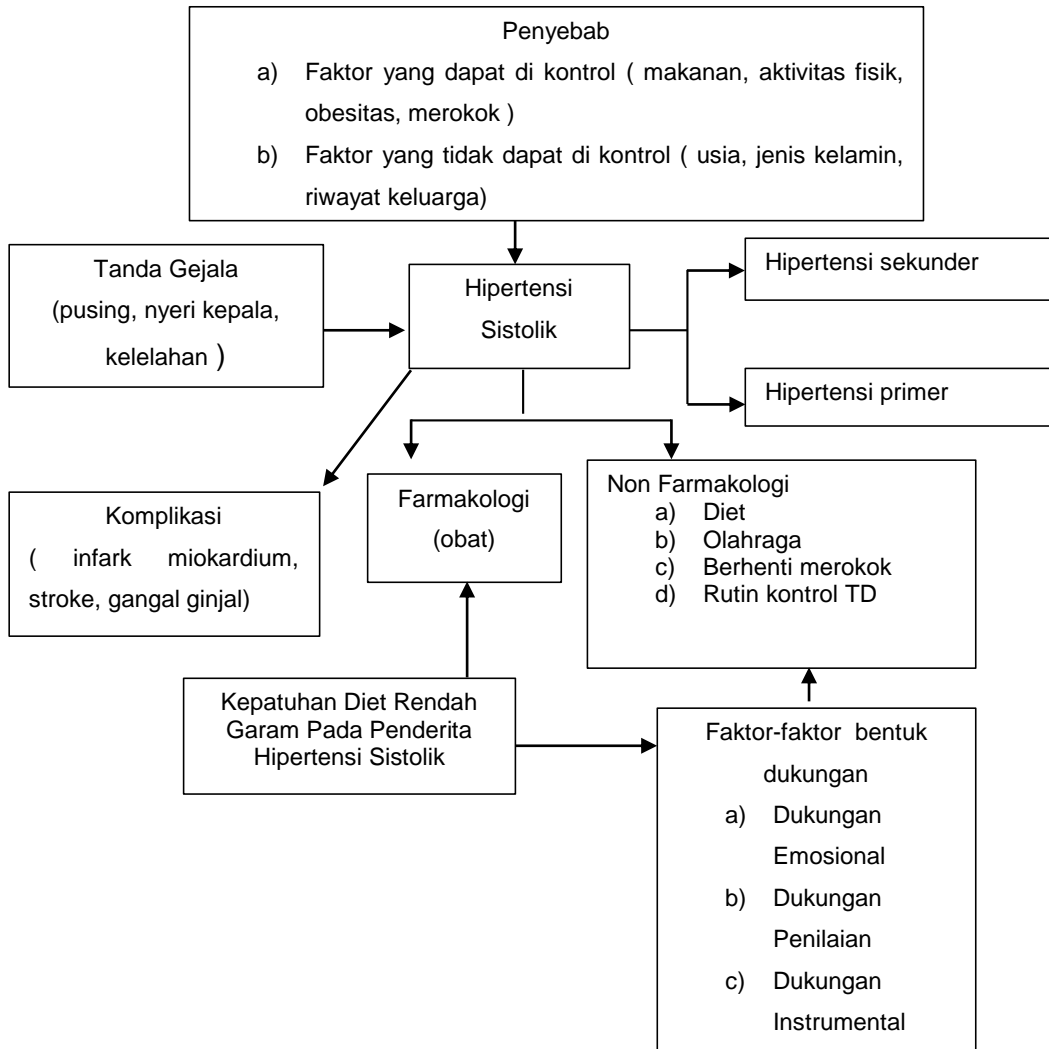 Penyebab
a) Faktor yang dapat di kontrol ( makanan, aktivitas fisik,
obesitas, merokok )
b) Faktor yang tidak dapat di kontrol ( usia, jenis kelamin,
riwayat keluarga)
Tanda Gejala
(pusing, nyeri kepala,
kelelahan )
Hipertensi
Sistolik
Hipertensi sekunder
Hipertensi primer
Komplikasi
( infark miokardium,
stroke, gangal ginjal)
Farmakologi
(obat)
Non Farmakologi
a) Diet
b) Olahraga
c) Berhenti merokok
d) Rutin kontrol TD
Kepatuhan Diet Rendah
Garam Pada Penderita
Hipertensi Sistolik
Faktor-faktor bentuk
dukungan
a) Dukungan
Emosional
b) Dukungan
Penilaian
c) Dukungan
Instrumental